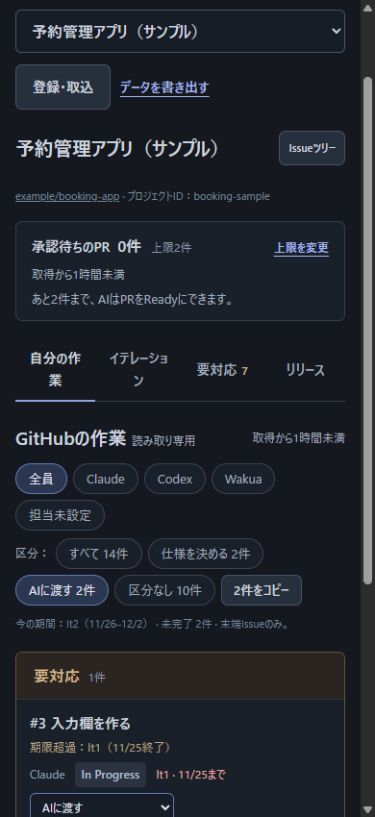 予約管理アプリ（サンプル）
登録・取込 データを書き出す
予約管理アプリ（サンプル） Issueツリー
example/booking-app · プロジェクトID：booking-sample
承認待ちのPR 0件 上限2件 上限を変更
取得から1時間未満
あと2件まで、AIはPRをReadyにできます。
自分の作業 イテレーション 要対応 7 リリース
GitHubの作業 読み取り専用 取得から1時間未満
全員 Claude Codex Wakua
担当未設定
区分： すべて 14件 仕様を決める 2件
AIに渡す 2件 区分なし 10件 2件をコピー
今の期間：It2（11/26–12/2） · 未完了 2件 · 末端Issueのみ。
要対応 1件
#3 入力欄を作る
期限超過：It1（11/25終了）
Claude In Progress It1 · 11/25まで
AIに渡す